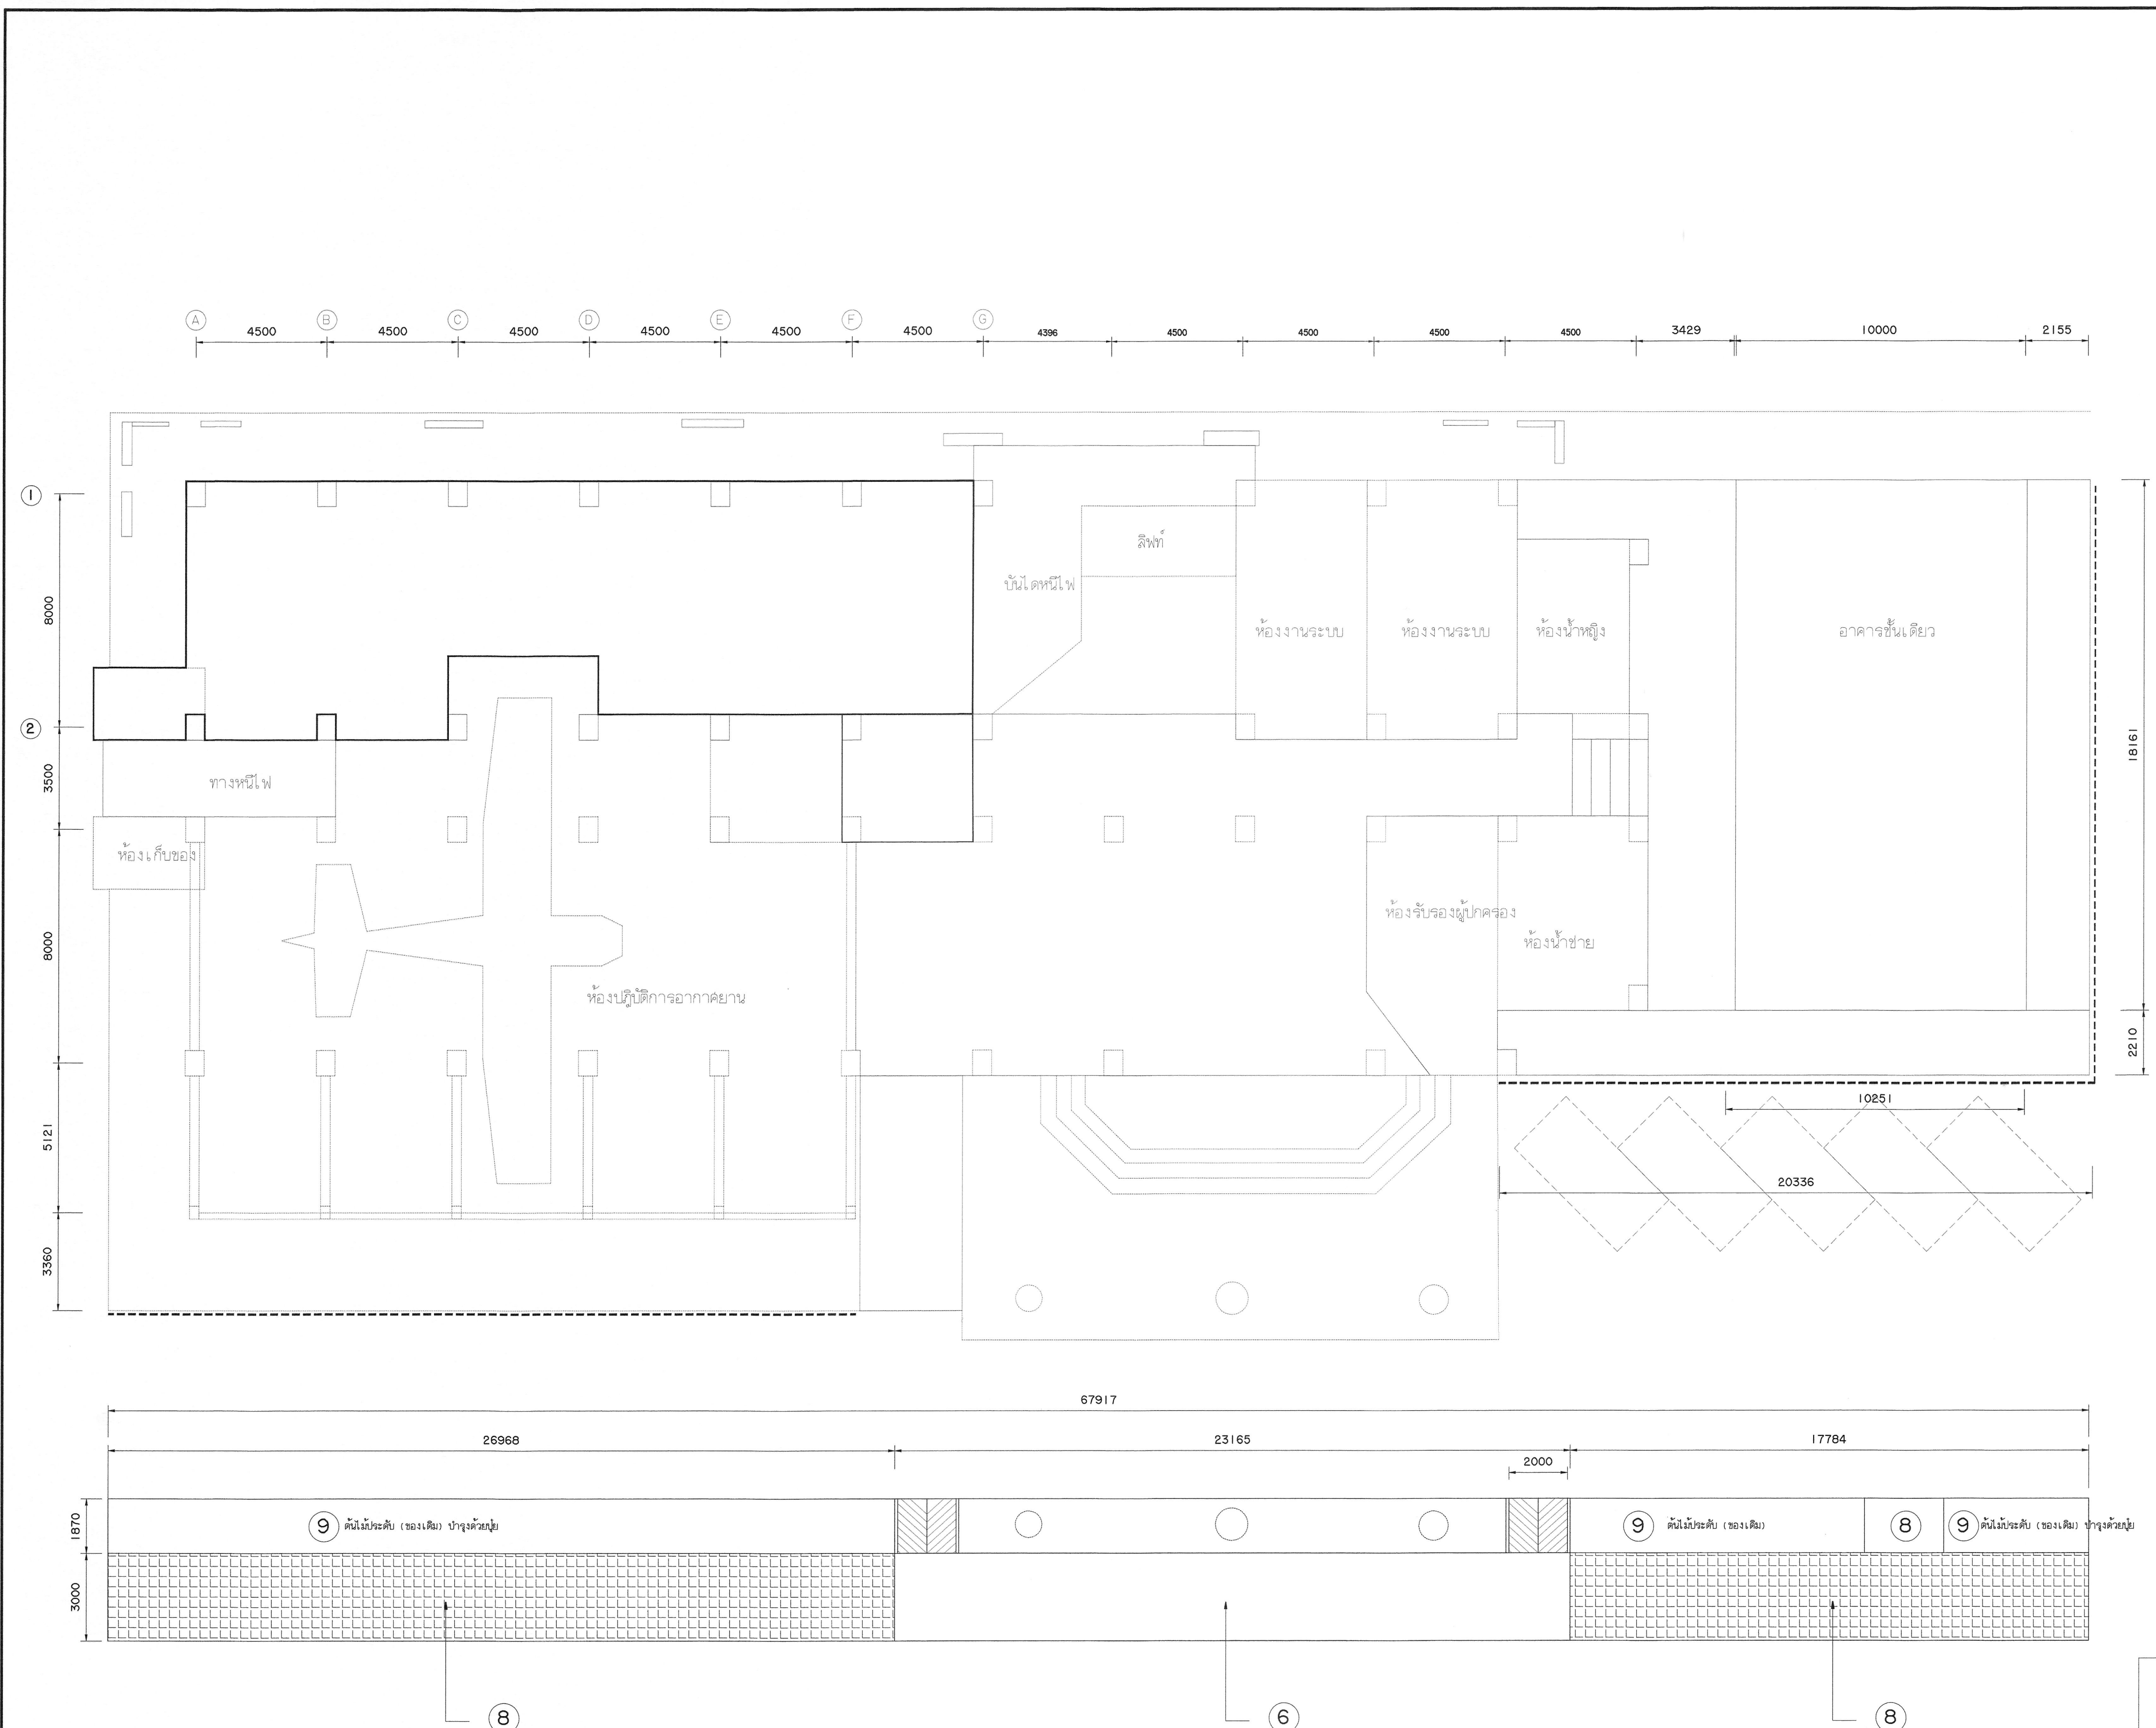 A B C D E F G
4500 4500 4500 4500 4500 4500 4396 4500 4500 4500 4500 3429 10000 2155
1
ลิฟท์
บันไดหนีไฟ
8000
ห้องงานระบบ ห้องงานระบบ ห้องน้ำหญิง อาคารชั้นเดียว
2
18161
3500
ทางหนีไฟ
ห้องเก็บของ
ห้องรับรองผู้ปกครอง
8000
ห้องน้ำช่าย
ห้องปฎิบัติการอากาศยาน
2210
10251
5121
20336
3360
67917
26968 23165 17784
2000
1870
9 ต้นไม้ประดับ (ของเดิม) บำรุงด้วยปุ๋ย
9 ต้นไม้ประดับ (ของเดิม)
8
9 ต้นไม้ประดับ (ของเดิม) บำรุงด้วยปุ๋ย
3000
8 6 8